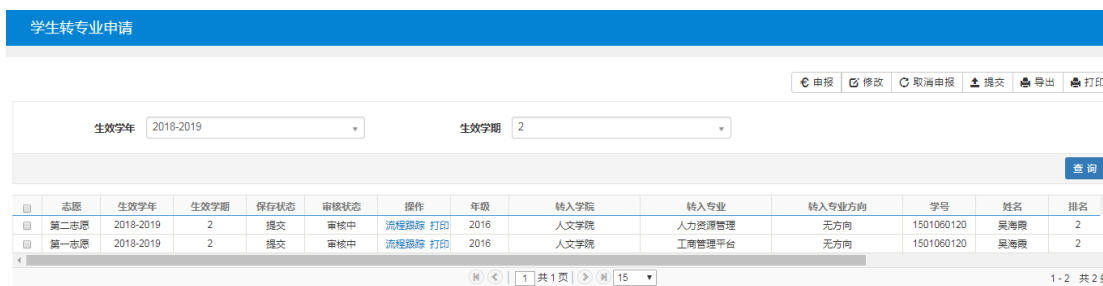 学生转专业申请
申报 修改 取消申报 提交 导出 打印
生效学年 2018-2019 生效学期 2
查询
志愿 生效学年 生效学期 保存状态 审核状态 操作 年级 转入学院 转入专业 转入专业方向 学号 姓名 排名
第二志愿 2018-2019 2 提交 审核中 流程跟踪 打印 2016 人文学院 人力资源管理 无方向 1501060120 吴海霞 2
第一志愿 2018-2019 2 提交 审核中 流程跟踪 打印 2016 人文学院 工商管理平台 无方向 1501060120 吴海霞 2
1 共1页 15 1-2 共2条